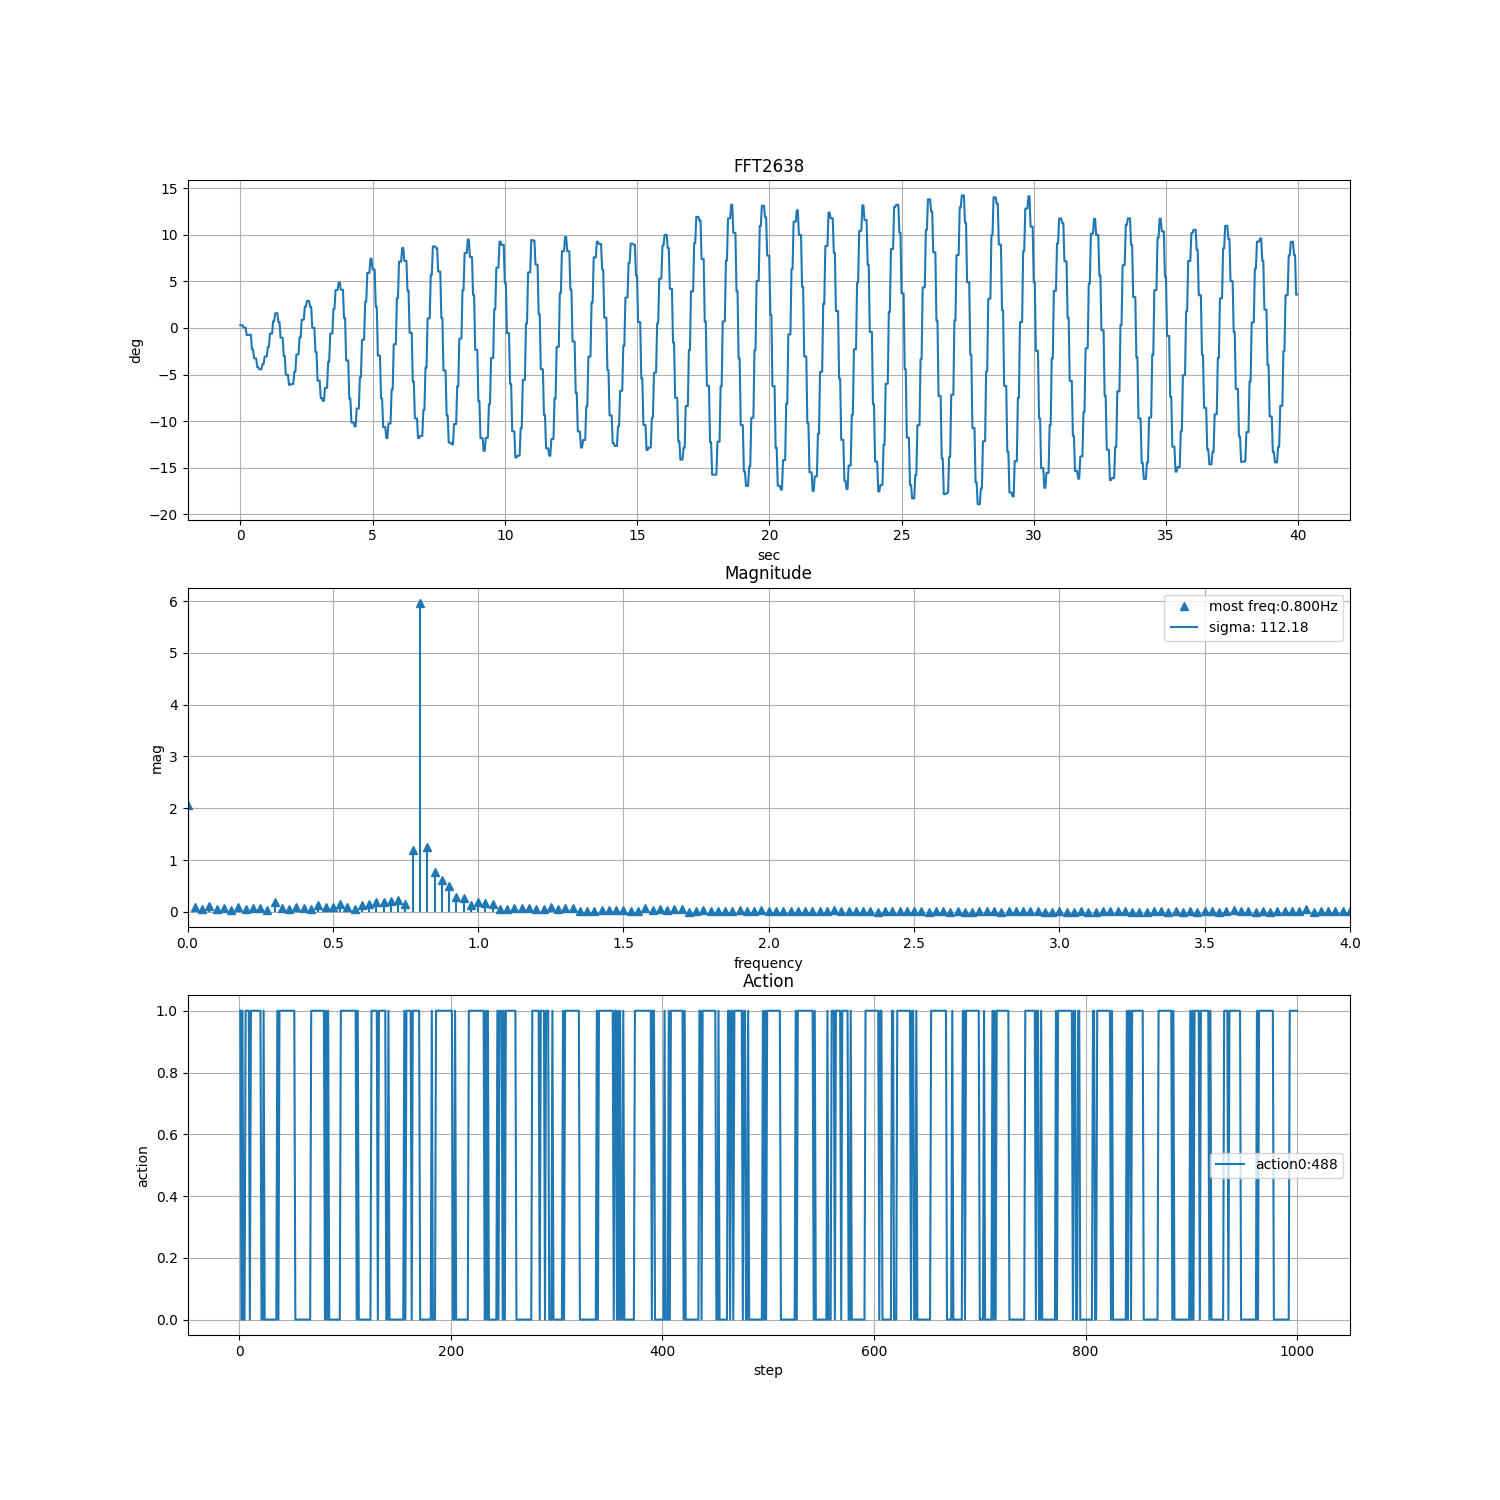 FFT2638
15
10
5
0
−5
−10
−15
−20
deg
0 5 10 15 20 25 30 35 40
sec
Magnitude
6
5
4
3
2
1
0
mag
most freq:0.800Hz
sigma: 112.18
0.0 0.5 1.0 1.5 2.0 2.5 3.0 3.5 4.0
frequency
Action
1.0
0.8
0.6
0.4
0.2
0.0
action
action0:488
0 200 400 600 800 1000
step